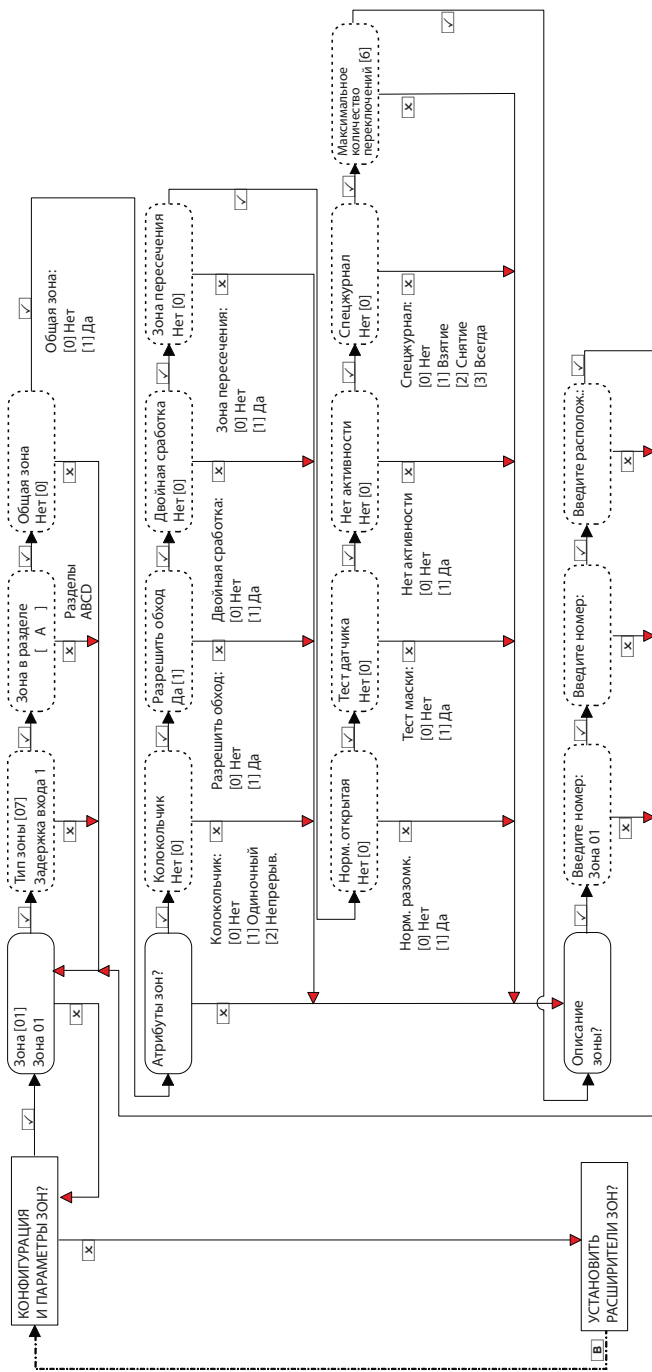 КОНФИГУРАЦИЯ
И ПАРАМЕТРЫ ЗОН?
Зона [01]
Зона 01
Тип зоны [07]
Задержка входа 1
Зона в разделе
[ A ]
Разделы
ABCD
Общая зона
Нет [0]
Общая зона:
[0] Нет
[1] Да
Атрибуты зон?
Колокольчик
Нет [0]
Колокольчик:
[0] Нет
[1] Одиночный
[2] Непрерыв.
Разрешить обход
Да [1]
Разрешить обход:
[0] Нет
[1] Да
Двойная сработка
Нет [0]
Двойная сработка:
[0] Нет
[1] Да
Зона пересечения
Нет [0]
Зона пересечения:
[0] Нет
[1] Да
Норм. открытая
Нет [0]
Норм. разомк.
[0] Нет
[1] Да
Тест датчика
Нет [0]
Тест маски:
[0] Нет
[1] Да
Нет активности
Нет [0]
Нет активности
[0] Нет
[1] Да
Спецжурнал
Нет [0]
Спецжурнал:
[0] Нет
[1] Взятие
[2] Снятие
[3] Всегда
Максимальное
количество
переключений [6]
Описание
зоны?
Введите номер:
Зона 01
Введите номер:
Введите располож.:
УСТАНОВИТЬ
РАСШИРИТЕЛИ ЗОН?
B